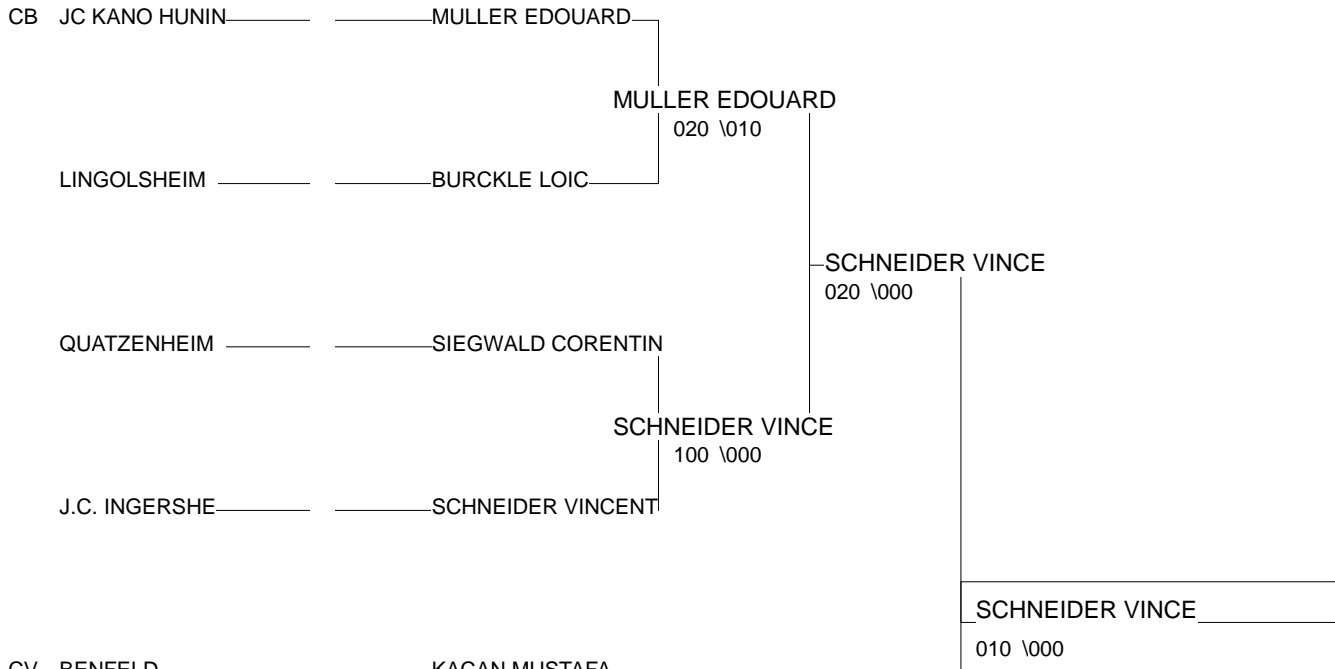 CB JC KANO HUNIN MULLER EDOUARD
MULLER EDOUARD
020 \010
LINGOLSHEIM BURCKLE LOIC
SCHNEIDER VINCE
020 \000
QUATZENHEIM SIEGWALD CORENTIN
SCHNEIDER VINCE
100 \000
J.C. INGERSHE SCHNEIDER VINCENT
SCHNEIDER VINCE
010 \000